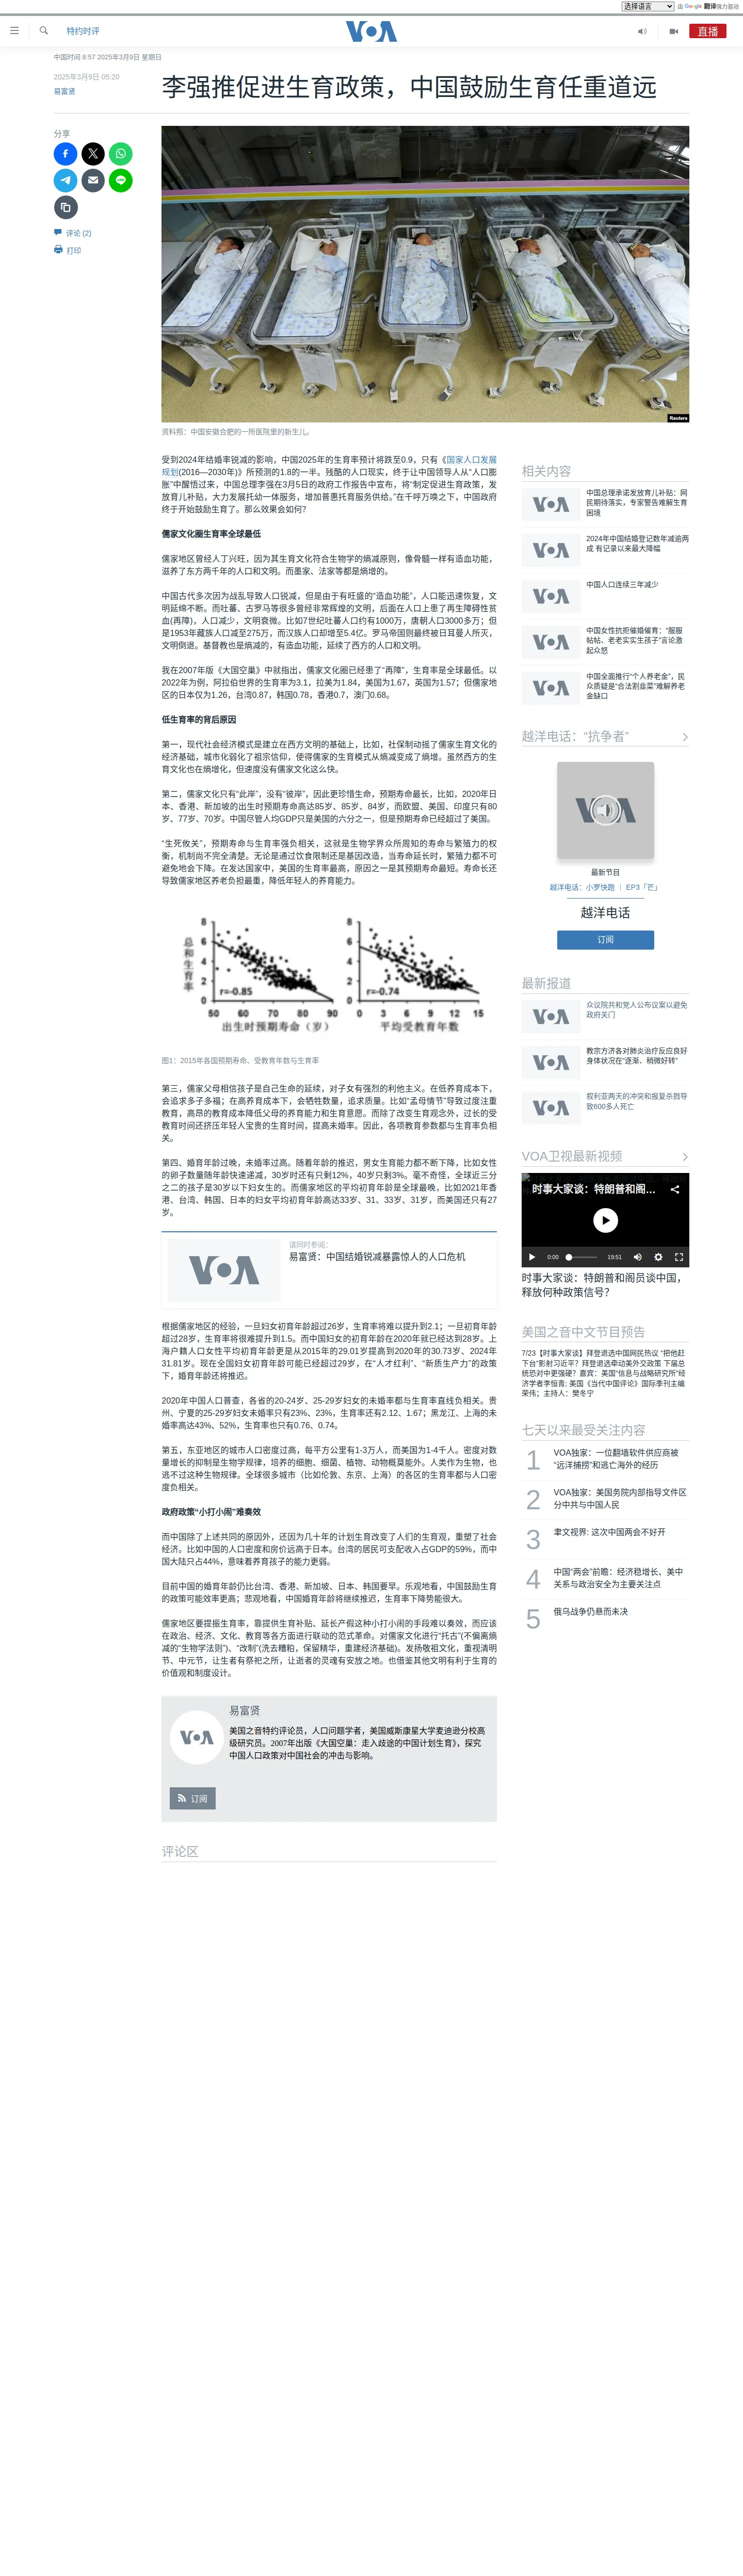 选择语言
由 Google 翻译强力驱动
特约时评
VOA
直播
中国时间 8:57 2025年3月9日 星期日
2025年3月9日 05:20
易富贤
李强推促进生育政策，中国鼓励生育任重道远
分享
评论 (2)
打印
Reuters
资料照：中国安徽合肥的一所医院里的新生儿。
受到2024年结婚率锐减的影响，中国2025年的生育率预计将跌至0.9，只有《国家人口发展
规划(2016—2030年)》所预测的1.8的一半。残酷的人口现实，终于让中国领导人从“人口膨
胀”中醒悟过来，中国总理李强在3月5日的政府工作报告中宣布，将“制定促进生育政策，发
放育儿补贴，大力发展托幼一体服务，增加普惠托育服务供给。”在千呼万唤之下，中国政府
终于开始鼓励生育了。那么效果会如何？
儒家文化圈生育率全球最低
儒家地区曾经人丁兴旺，因为其生育文化符合生物学的熵减原则，像骨髓一样有造血功能，
滋养了东方两千年的人口和文明。而墨家、法家等都是熵增的。
中国古代多次因为战乱导致人口锐减，但是由于有旺盛的“造血功能”，人口能迅速恢复，文
明延绵不断。而吐蕃、古罗马等很多曾经非常辉煌的文明，后面在人口上患了再生障碍性贫
血(再障)，人口减少，文明衰微。比如7世纪吐蕃人口约有1000万，唐朝人口3000多万；但
是1953年藏族人口减至275万，而汉族人口却增至5.4亿。罗马帝国则最终被日耳曼人所灭，
文明倒退。基督教也是熵减的，有造血功能，延续了西方的人口和文明。
我在2007年版《大国空巢》中就指出，儒家文化圈已经患了“再障”，生育率是全球最低。以
2022年为例，阿拉伯世界的生育率为3.1，拉美为1.84，美国为1.67，英国为1.57；但儒家地
区的日本仅为1.26，台湾0.87，韩国0.78，香港0.7，澳门0.68。
低生育率的背后原因
第一，现代社会经济模式是建立在西方文明的基础上，比如，社保制动摇了儒家生育文化的
经济基础，城市化弱化了祖宗信仰，使得儒家的生育模式从熵减变成了熵增。虽然西方的生
育文化也在熵增化，但速度没有儒家文化这么快。
第二，儒家文化只有“此岸”，没有“彼岸”，因此更珍惜生命，预期寿命最长，比如，2020年日
本、香港、新加坡的出生时预期寿命高达85岁、85岁、84岁，而欧盟、美国、印度只有80
岁、77岁、70岁。中国尽管人均GDP只是美国的六分之一，但是预期寿命已经超过了美国。
“生死攸关”，预期寿命与生育率强负相关，这就是生物学界众所周知的寿命与繁殖力的权
衡，机制尚不完全清楚。无论是通过饮食限制还是基因改造，当寿命延长时，繁殖力都不可
避免地会下降。在发达国家中，美国的生育率最高，原因之一是其预期寿命最短。寿命长还
导致儒家地区养老负担最重，降低年轻人的养育能力。
总和生育率
8
6
4
2
0
r=-0.85
50 60 70 80 90
出生时预期寿命（岁）
8
6
4
2
0
r=-0.74
0 3 6 9 12 15
平均受教育年数
图1：2015年各国预期寿命、受教育年数与生育率
第三，儒家父母相信孩子是自己生命的延续，对子女有强烈的利他主义。在低养育成本下，
会追求多子多福；在高养育成本下，会牺牲数量，追求质量。比如“孟母情节”导致过度注重
教育，高昂的教育成本降低父母的养育能力和生育意愿。而除了改变生育观念外，过长的受
教育时间还挤压年轻人宝贵的生育时间，提高未婚率。因此，各项教育参数都与生育率负相
关。
第四、婚育年龄过晚，未婚率过高。随着年龄的推迟，男女生育能力都不断下降，比如女性
的卵子数量随年龄快速递减，30岁时还有只剩12%，40岁只剩3%。毫不奇怪，全球近三分
之二的孩子是30岁以下妇女生的。而儒家地区的平均初育年龄是全球最晚，比如2021年香
港、台湾、韩国、日本的妇女平均初育年龄高达33岁、31、33岁、31岁，而美国还只有27
岁。
VOA
请同时参阅：
易富贤：中国结婚锐减暴露惊人的人口危机
根据儒家地区的经验，一旦妇女初育年龄超过26岁，生育率将难以提升到2.1；一旦初育年龄
超过28岁，生育率将很难提升到1.5。而中国妇女的初育年龄在2020年就已经达到28岁。上
海户籍人口女性平均初育年龄更是从2015年的29.01岁提高到2020年的30.73岁、2024年
31.81岁。现在全国妇女初育年龄可能已经超过29岁，在“人才红利”、“新质生产力”的政策
下，婚育年龄还将推迟。
2020年中国人口普查，各省的20-24岁、25-29岁妇女的未婚率都与生育率直线负相关。贵
州、宁夏的25-29岁妇女未婚率只有23%、23%，生育率还有2.12、1.67；黑龙江、上海的未
婚率高达43%、52%，生育率也只有0.76、0.74。
第五，东亚地区的城市人口密度过高，每平方公里有1-3万人，而美国为1-4千人。密度对数
量增长的抑制是生物学规律，培养的细胞、细菌、植物、动物概莫能外。人类作为生物，也
逃不过这种生物规律。全球很多城市（比如伦敦、东京、上海）的各区的生育率都与人口密
度负相关。
政府政策“小打小闹”难奏效
而中国除了上述共同的原因外，还因为几十年的计划生育改变了人们的生育观，重塑了社会
经济。比如中国的人口密度和房价远高于日本。台湾的居民可支配收入占GDP的59%，而中
国大陆只占44%，意味着养育孩子的能力更弱。
目前中国的婚育年龄仍比台湾、香港、新加坡、日本、韩国要早。乐观地看，中国鼓励生育
的政策可能效率更高；悲观地看，中国婚育年龄将继续推迟，生育率下降势能很大。
儒家地区要提振生育率，靠提供生育补贴、延长产假这种小打小闹的手段难以奏效，而应该
在政治、经济、文化、教育等各方面进行联动的范式革命。对儒家文化进行“托古”(不偏离熵
减的“生物学法则”)、“改制”(洗去糟粕，保留精华，重建经济基础)。发扬敬祖文化，重视清明
节、中元节，让生者有祭祀之所，让逝者的灵魂有安放之地。也借鉴其他文明有利于生育的
价值观和制度设计。
VOA
易富贤
美国之音特约评论员，人口问题学者，美国威斯康星大学麦迪逊分校高
级研究员。2007年出版《大国空巢：走入歧途的中国计划生育》，探究
中国人口政策对中国社会的冲击与影响。
订阅
评论区
相关内容
VOA
中国总理承诺发放育儿补贴：网
民期待落实，专家警告难解生育
困境
VOA
2024年中国结婚登记数年减逾两
成 有记录以来最大降幅
VOA
中国人口连续三年减少
VOA
中国女性抗拒催婚催育：“服服
帖帖、老老实实生孩子”言论激
起众怒
VOA
中国全面推行“个人养老金”，民
众质疑是“合法割韭菜”难解养老
金缺口
越洋电话：“抗争者”
VOA
最新节目
越洋电话：小罗快跑 ｜ EP3「芒」
越洋电话
订阅
最新报道
VOA
众议院共和党人公布议案以避免
政府关门
VOA
教宗方济各对肺炎治疗反应良好
身体状况在“逐渐、稍微好转”
VOA
叙利亚两天的冲突和报复杀戮导
致600多人死亡
VOA卫视最新视频
时事大家谈：特朗普和阁...
0:00
19:51
时事大家谈：特朗普和阁员谈中国，
释放何种政策信号？
美国之音中文节目预告
7/23【时事大家谈】拜登退选中国网民热议 “把他赶
下台”影射习近平？拜登退选牵动美外交政策 下届总
统恐对中更强硬？嘉宾：美国“信息与战略研究所”经
济学者李恒青; 美国《当代中国评论》国际季刊主编
荣伟；主持人：樊冬宁
七天以来最受关注内容
1
VOA独家：一位翻墙软件供应商被
“远洋捕捞”和逃亡海外的经历
2
VOA独家：美国务院内部指导文件区
分中共与中国人民
3
聿文视界: 这次中国两会不好开
4
中国“两会”前瞻：经济稳增长、美中
关系与政治安全为主要关注点
5
俄乌战争仍悬而未决